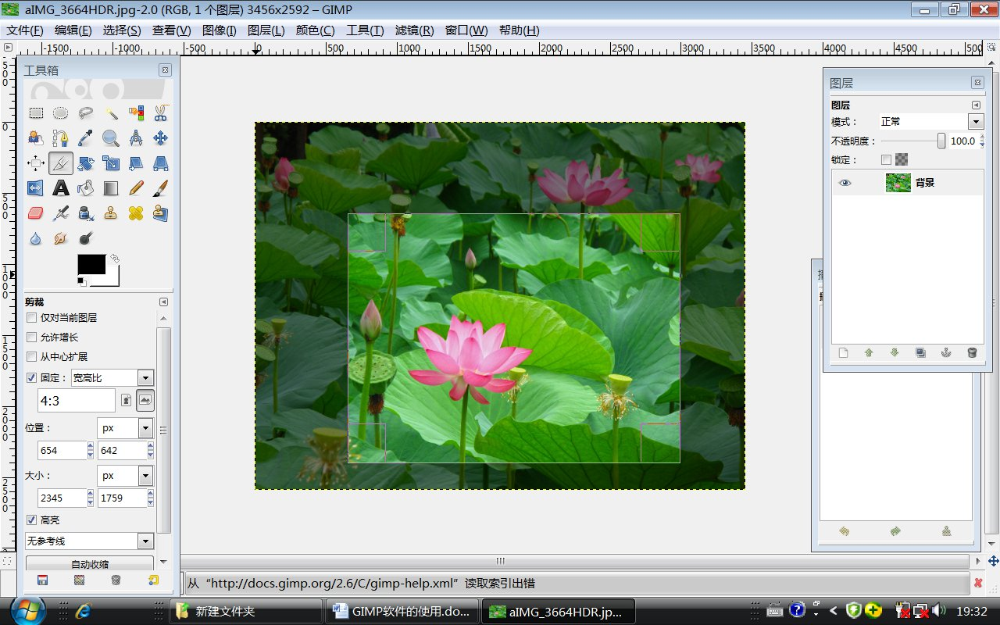 aIMG_3664HDR.jpg-2.0 (RGB, 1 个图层) 3456x2592 – GIMP
文件(F) 编辑(E) 选择(S) 查看(V) 图像(I) 图层(L) 颜色(C) 工具(T) 滤镜(R) 窗口(W) 帮助(H)
-1500 -1000 -500 0 500 1000 1500 2000 2500 3000 3500 4000 4500 500
工具箱
图层
图层
模式： 正常
不透明度： 100.0
锁定：
背景
0
500
1000
1500
2000
2500
剪裁
仅对当前图层
允许增长
从中心扩展
固定： 宽高比
4:3
位置： px
654 642
大小： px
2345 1759
高亮
无参考线
自动收缩
从“http://docs.gimp.org/2.6/C/gimp-help.xml”读取索引出错
新建文件夹 GIMP软件的使用.do... aIMG_3664HDR.jp... 19:32